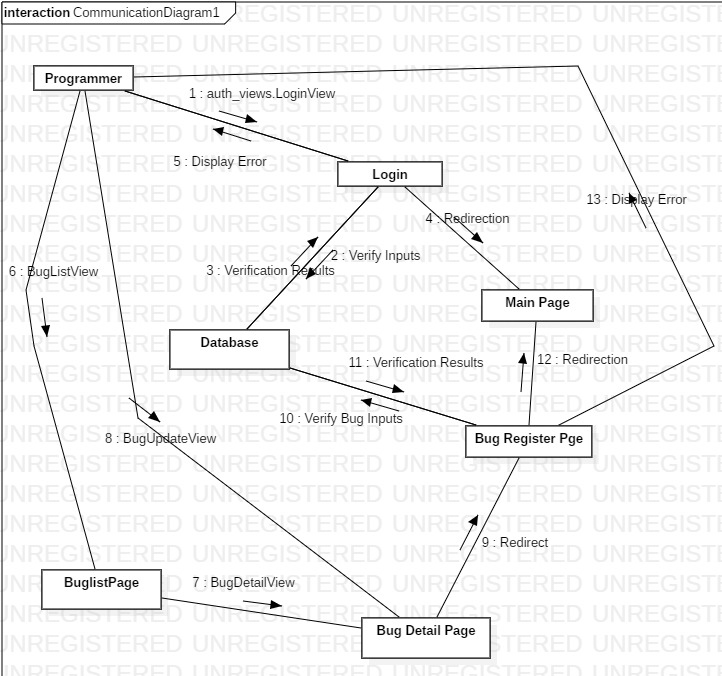 interaction CommunicationDiagram1
Programmer
1 : auth_views.LoginView
5 : Display Error
Login
13 : Display Error
4 : Redirection
2 : Verify Inputs
3 : Verification Results
6 : BugListView
Main Page
Database
11 : Verification Results
12 : Redirection
10 : Verify Bug Inputs
8 : BugUpdateView
Bug Register Pge
9 : Redirect
BuglistPage
7 : BugDetailView
Bug Detail Page
UNREGISTERED UNREGISTERED UNREGISTERED UNREGIST